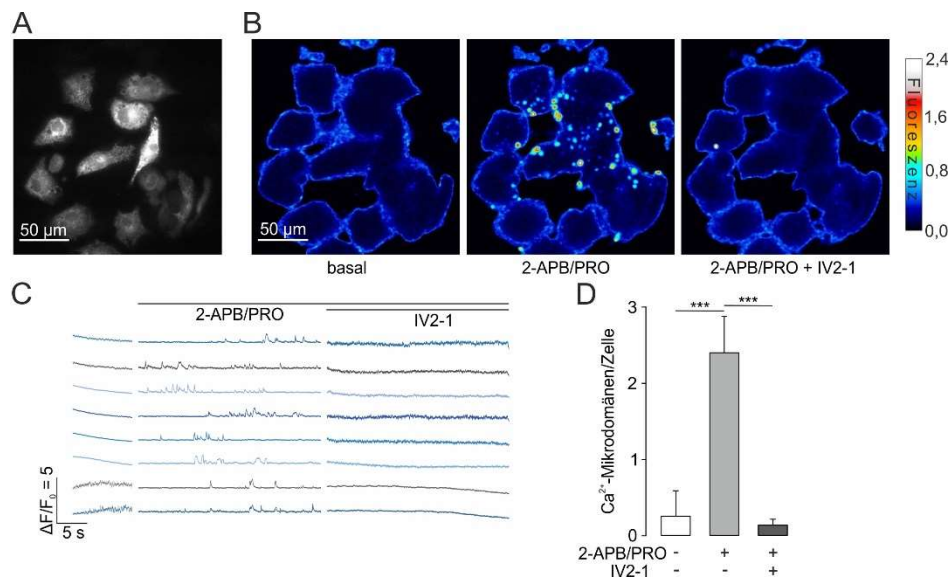 A
50 µm
B
50 µm
basal
2-APB/PRO
2-APB/PRO + IV2-1
2,4
1,6
0,8
0,0
Fluoreszenz
C
2-APB/PRO
IV2-1
ΔF/F₀ = 5
5 s
D
*** ***
Ca²⁺-Mikrodomänen/Zelle
3
2
1
0
2-APB/PRO - + +
IV2-1 - - +